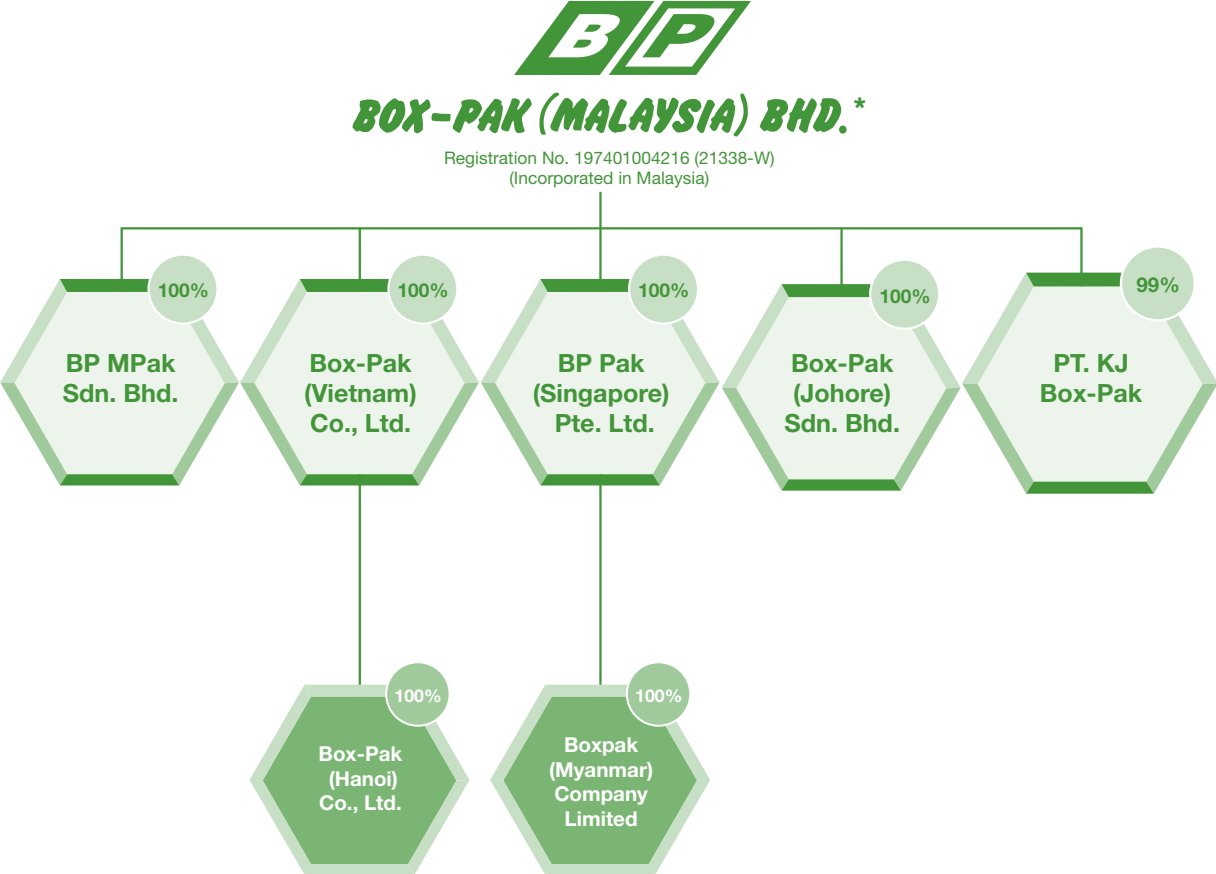 BP
BOX-PAK (MALAYSIA) BHD.*
Registration No. 197401004216 (21338-W)
(Incorporated in Malaysia)
100%
BP MPak
Sdn. Bhd.
100%
Box-Pak
(Vietnam)
Co., Ltd.
100%
BP Pak
(Singapore)
Pte. Ltd.
100%
Box-Pak
(Johore)
Sdn. Bhd.
99%
PT. KJ
Box-Pak
100%
Box-Pak
(Hanoi)
Co., Ltd.
100%
Boxpak
(Myanmar)
Company
Limited